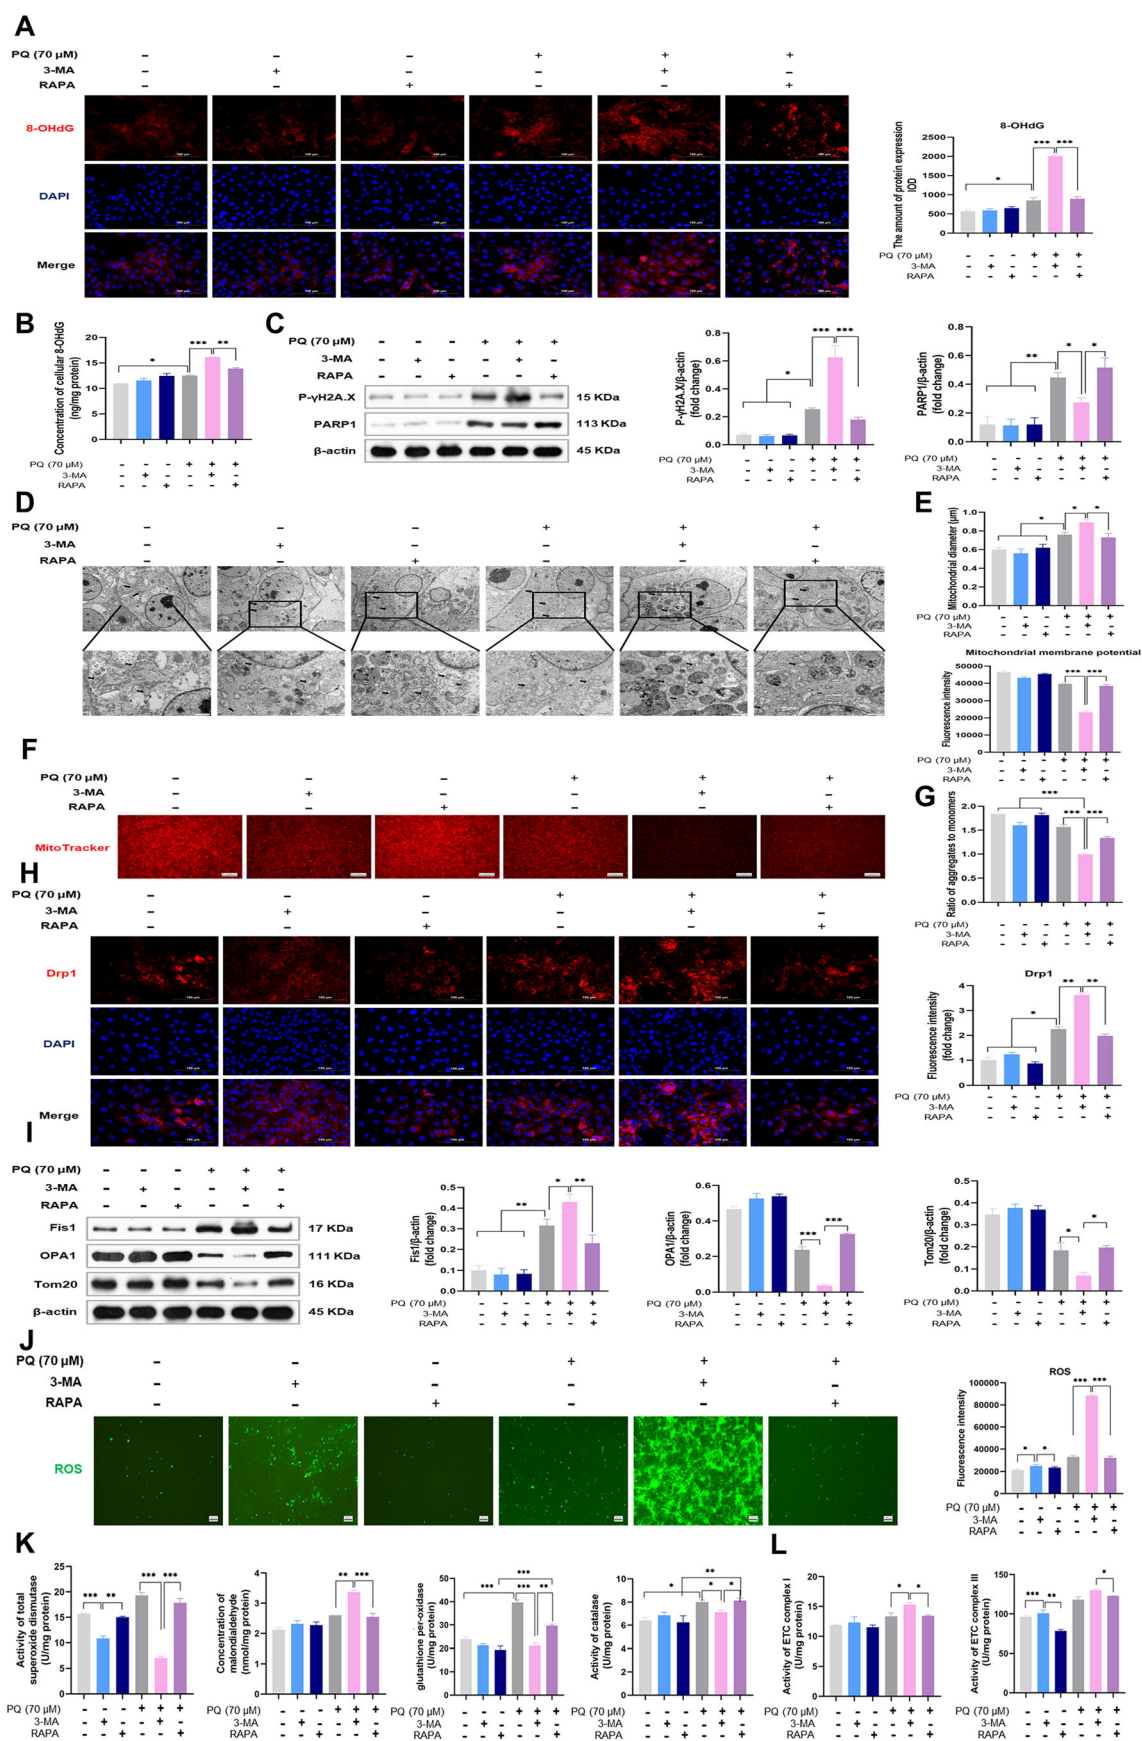 A
PQ (70 μM) – – – + + +
3-MA – + – – + –
RAPA – – + – – +
8-OHdG
DAPI
Merge
100 μm
8-OHdG
The amount of protein expression
IOD
2500
2000
1500
1000
500
0
* *** ***
PQ (70 μM) – – – + + +
3-MA – + – – + –
RAPA – – + – – +
B
Concentration of cellular 8-OHdG
(ng/mg protein)
20
15
10
5
0
* *** **
PQ (70 μM) – – – + + +
3-MA – + – – + –
RAPA – – + – – +
C
PQ (70 μM) – – – + + +
3-MA – + – – + –
RAPA – – + – – +
P-γH2A.X 15 KDa
PARP1 113 KDa
β-actin 45 KDa
P-γH2A.X/β-actin
(fold change)
0.8
0.6
0.4
0.2
0.0
* *** ***
PQ (70 μM) – – – + + +
3-MA – + – – + –
RAPA – – + – – +
PARP1/β-actin
(fold change)
0.8
0.6
0.4
0.2
0.0
** * *
PQ (70 μM) – – – + + +
3-MA – + – – + –
RAPA – – + – – +
D
PQ (70 μM) – – – + + +
3-MA – + – – + –
RAPA – – + – – +
E
Mitochondrial diameter (μm)
1.0
0.8
0.6
0.4
0.2
0.0
* * *
PQ (70 μM) – – – + + +
3-MA – + – – + –
RAPA – – + – – +
Mitochondrial membrane potential
Fluorescence intensity
50000
40000
30000
20000
10000
0
*** ***
PQ (70 μM) – – – + + +
3-MA – + – – + –
RAPA – – + – – +
F
PQ (70 μM) – – – + + +
3-MA – + – – + –
RAPA – – + – – +
MitoTracker
G
Ratio of aggregates to monomers
2.0
1.5
1.0
0.5
0.0
*** *** ***
PQ (70 μM) – – – + + +
3-MA – + – – + –
RAPA – – + – – +
H
PQ (70 μM) – – – + + +
3-MA – + – – + –
RAPA – – + – – +
Drp1
DAPI
Merge
100 μm
Drp1
Fluorescence intensity
(fold change)
4
3
2
1
0
* ** **
PQ (70 μM) – – – + + +
3-MA – + – – + –
RAPA – – + – – +
I
PQ (70 μM) – – – + + +
3-MA – + – – + –
RAPA – – + – – +
Fis1 17 KDa
OPA1 111 KDa
Tom20 16 KDa
β-actin 45 KDa
Fis1/β-actin
(fold change)
0.5
0.4
0.3
0.2
0.1
0.0
** * **
PQ (70 μM) – – – + + +
3-MA – + – – + –
RAPA – – + – – +
OPA1/β-actin
(fold change)
0.6
0.4
0.2
0.0
*** ***
PQ (70 μM) – – – + + +
3-MA – + – – + –
RAPA – – + – – +
Tom20/β-actin
(fold change)
0.5
0.4
0.3
0.2
0.1
0.0
* *
PQ (70 μM) – – – + + +
3-MA – + – – + –
RAPA – – + – – +
J
PQ (70 μM) – – – + + +
3-MA – + – – + –
RAPA – – + – – +
ROS
ROS
Fluorescence intensity
100000
80000
60000
40000
20000
0
* * *** ***
PQ (70 μM) – – – + + +
3-MA – + – – + –
RAPA – – + – – +
K
Activity of total
superoxide dismutase
(U/mg protein)
25
20
15
10
5
0
*** ** *** ***
PQ (70 μM) – – – + + +
3-MA – + – – + –
RAPA – – + – – +
Concentration of
malondialdehyde
(nmol/mg protein)
4
3
2
1
0
** ***
PQ (70 μM) – – – + + +
3-MA – + – – + –
RAPA – – + – – +
glutathione per-oxidase
(U/mg protein)
50
40
30
20
10
0
*** *** *** **
PQ (70 μM) – – – + + +
3-MA – + – – + –
RAPA – – + – – +
Activity of catalase
(U/mg protein)
10
8
6
4
2
0
* ** * *
PQ (70 μM) – – – + + +
3-MA – + – – + –
RAPA – – + – – +
L
Activity of ETC complex I
(U/mg protein)
20
15
10
5
0
* *
PQ (70 μM) – – – + + +
3-MA – + – – + –
RAPA – – + – – +
Activity of ETC complex III
(U/mg protein)
150
100
50
0
*** ** *
PQ (70 μM) – – – + + +
3-MA – + – – + –
RAPA – – + – – +